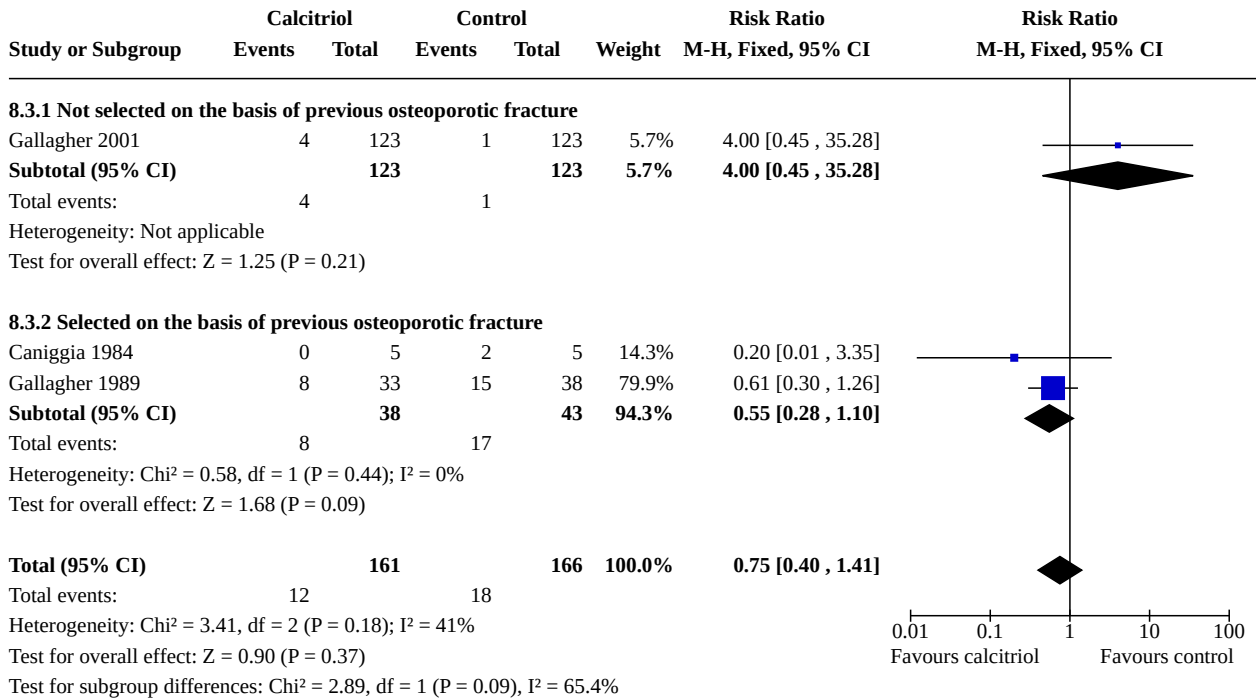 Calcitriol Control Risk Ratio Risk Ratio
Study or Subgroup Events Total Events Total Weight M-H, Fixed, 95% CI M-H, Fixed, 95% CI
8.3.1 Not selected on the basis of previous osteoporotic fracture
Gallagher 2001 4 123 1 123 5.7% 4.00 [0.45 , 35.28]
Subtotal (95% CI) 123 123 5.7% 4.00 [0.45 , 35.28]
Total events: 4 1
Heterogeneity: Not applicable
Test for overall effect: Z = 1.25 (P = 0.21)
8.3.2 Selected on the basis of previous osteoporotic fracture
Caniggia 1984 0 5 2 5 14.3% 0.20 [0.01 , 3.35]
Gallagher 1989 8 33 15 38 79.9% 0.61 [0.30 , 1.26]
Subtotal (95% CI) 38 43 94.3% 0.55 [0.28 , 1.10]
Total events: 8 17
Heterogeneity: Chi² = 0.58, df = 1 (P = 0.44); I² = 0%
Test for overall effect: Z = 1.68 (P = 0.09)
Total (95% CI) 161 166 100.0% 0.75 [0.40 , 1.41]
Total events: 12 18
Heterogeneity: Chi² = 3.41, df = 2 (P = 0.18); I² = 41%
0.01 0.1 1 10 100
Test for overall effect: Z = 0.90 (P = 0.37)
Favours calcitriol Favours control
Test for subgroup differences: Chi² = 2.89, df = 1 (P = 0.09), I² = 65.4%